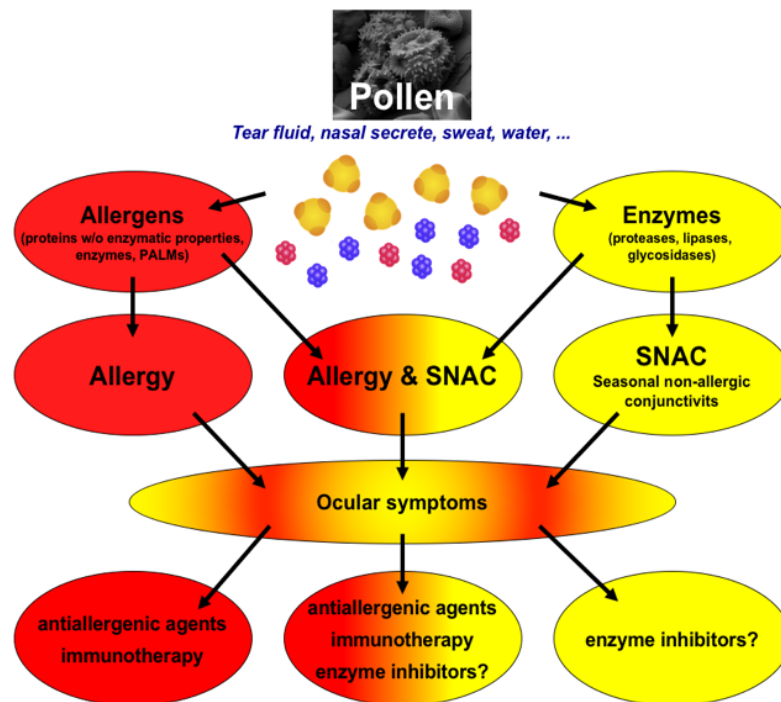 Pollen
Tear fluid, nasal secrete, sweat, water, ...
Allergens
(proteins w/o enzymatic properties,
enzymes, PALMs)
Enzymes
(proteases, lipases,
glycosidases)
Allergy
Allergy & SNAC
SNAC
Seasonal non-allergic
conjunctivits
Ocular symptoms
antiallergenic agents
immunotherapy
antiallergenic agents
immunotherapy
enzyme inhibitors?
enzyme inhibitors?